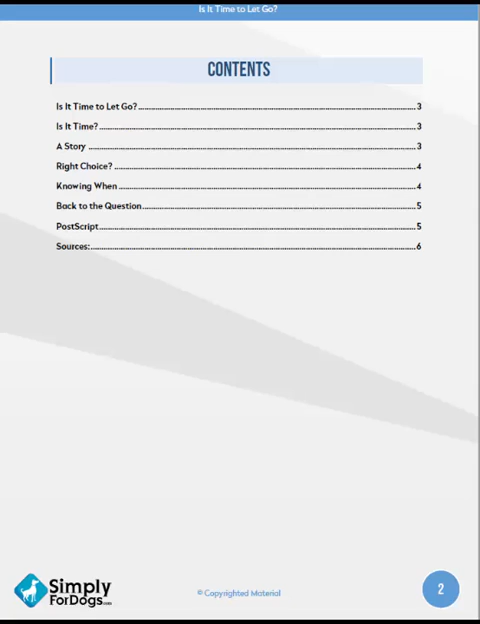 Is It Time to Let Go?
CONTENTS
Is It Time to Let Go?........................................3
Is It Time?........................................3
A Story ........................................3
Right Choice? ........................................4
Knowing When........................................4
Back to the Question........................................5
PostScript........................................5
Sources:........................................6
Simply
ForDogs.com
© Copyrighted Material
2